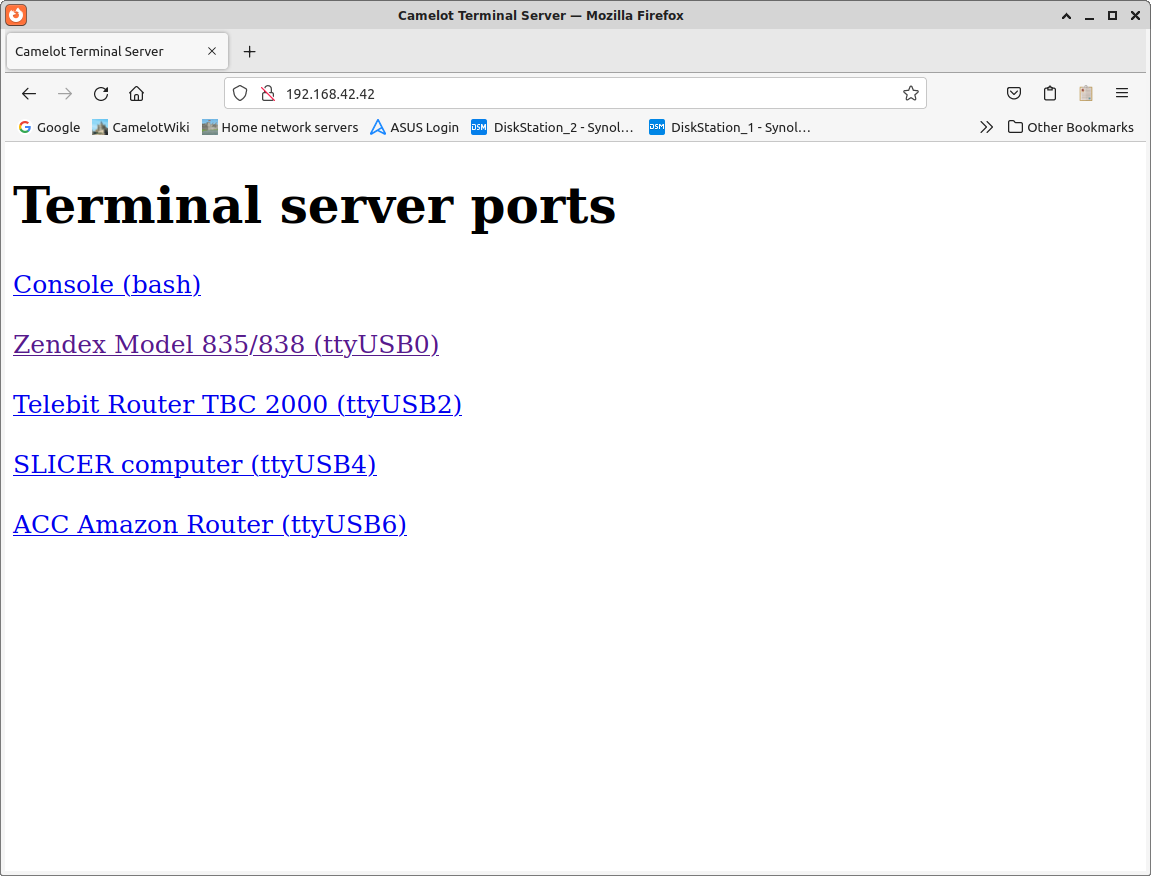 Camelot Terminal Server — Mozilla Firefox
Camelot Terminal Server
192.168.42.42
Google CamelotWiki Home network servers ASUS Login DSM DiskStation_2 - Synol… DSM DiskStation_1 - Synol… Other Bookmarks
Terminal server ports
Console (bash)
Zendex Model 835/838 (ttyUSB0)
Telebit Router TBC 2000 (ttyUSB2)
SLICER computer (ttyUSB4)
ACC Amazon Router (ttyUSB6)